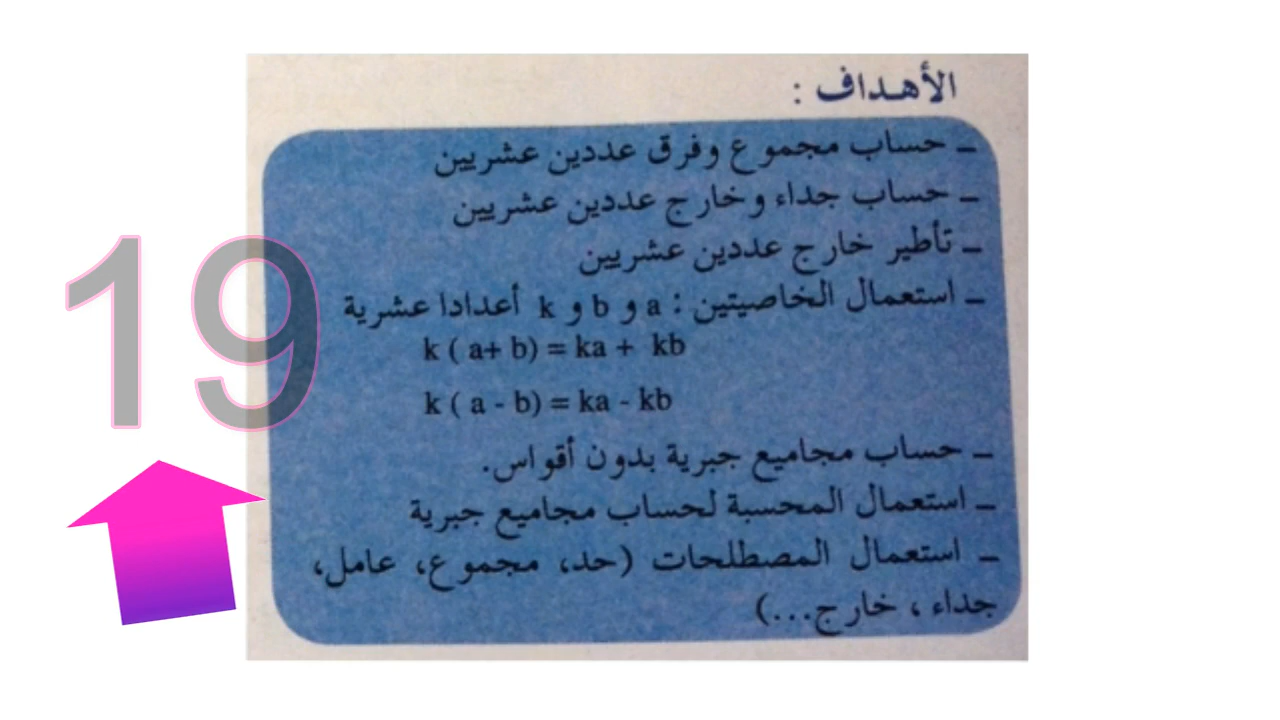 الأهداف :
ـ حساب مجموع وفرق عددين عشريين
ـ حساب جداء وخارج عددين عشريين
ـ تأطير خارج عددين عشريين
ـ استعمال الخاصيتين : a و b و k أعدادا عشرية
k ( a+ b) = ka + kb
k ( a - b) = ka - kb
ـ حساب مجاميع جبرية بدون أقواس.
ـ استعمال المحسبة لحساب مجاميع جبرية
ـ استعمال المصطلحات (حد، مجموع، عامل،
جداء ، خارج...)
19